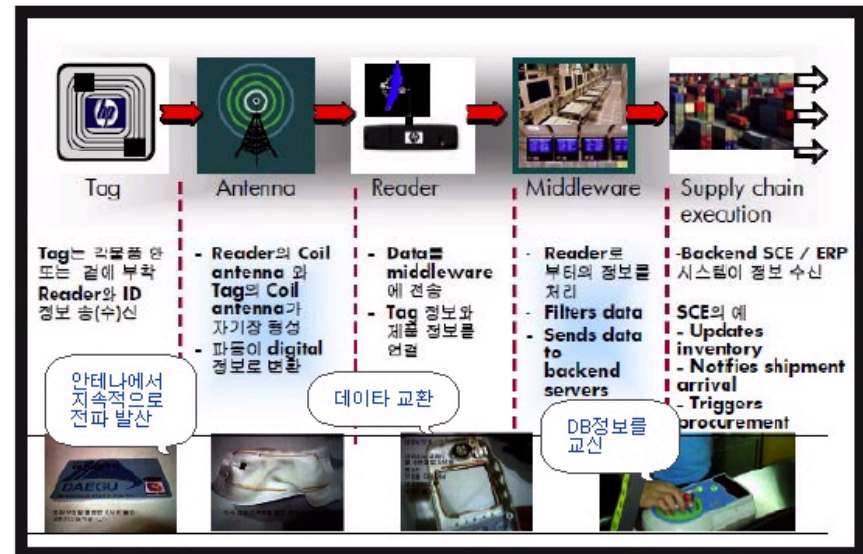 hp
hp
Tag
Antenna
Reader
Middleware
Supply chain
execution
Tag는 각물품 안
또는 겉에 부착
Reader와 ID
정보 송(수)신
- Reader의 Coil
antenna 와
Tag의 Coil
antenna가
자기장 형성
- 파동이 digital
정보로 변환
- Data를
middleware
에 전송
- Tag 정보와
제품 정보를
연결
- Reader로
부터의 정보를
처리
- Filters data
- Sends data
to
backend
servers
-Backend SCE / ERP
시스템이 정보 수신
SCE의 예
- Updates
inventory
- Notifies shipment
arrival
- Triggers
procurement
안테나에서
지속적으로
전파 발산
데이타 교환
DB정보를
교신
DAEGU